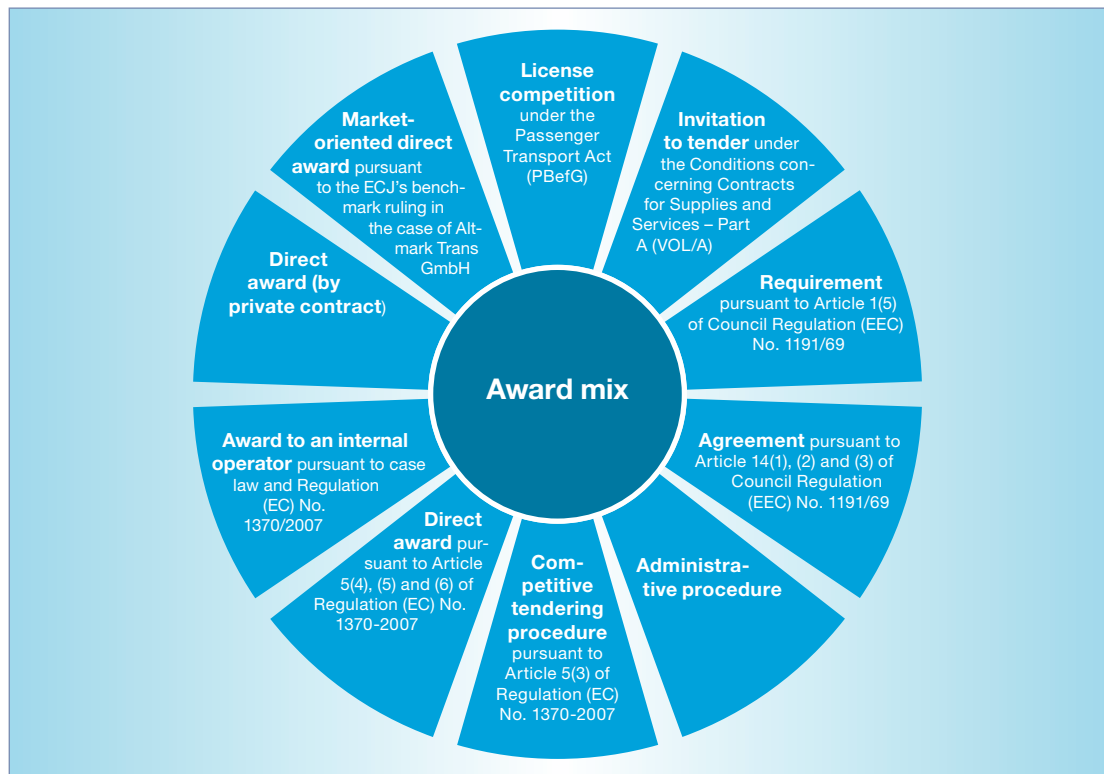 License
competition
under the
Passenger
Transport Act
(PBefG)
Invitation
to tender under
the Conditions con-
cerning Contracts
for Supplies and
Services – Part
A (VOL/A)
Requirement
pursuant to Article 1(5)
of Council Regulation (EEC)
No. 1191/69
Agreement pursuant to
Article 14(1), (2) and (3) of
Council Regulation
(EEC) No. 1191/69
Administra-
tive procedure
Com-
petitive
tendering
procedure
pursuant to
Article 5(3) of
Regulation (EC)
No. 1370-2007
Direct
award pur-
suant to Article
5(4), (5) and (6) of
Regulation (EC) No.
1370-2007
Award to an internal
operator pursuant to case
law and Regulation
(EC) No.
1370/2007
Direct
award (by
private contract)
Market-
oriented direct
award pursuant
to the ECJ’s bench-
mark ruling in
the case of Alt-
mark Trans
GmbH
Award mix